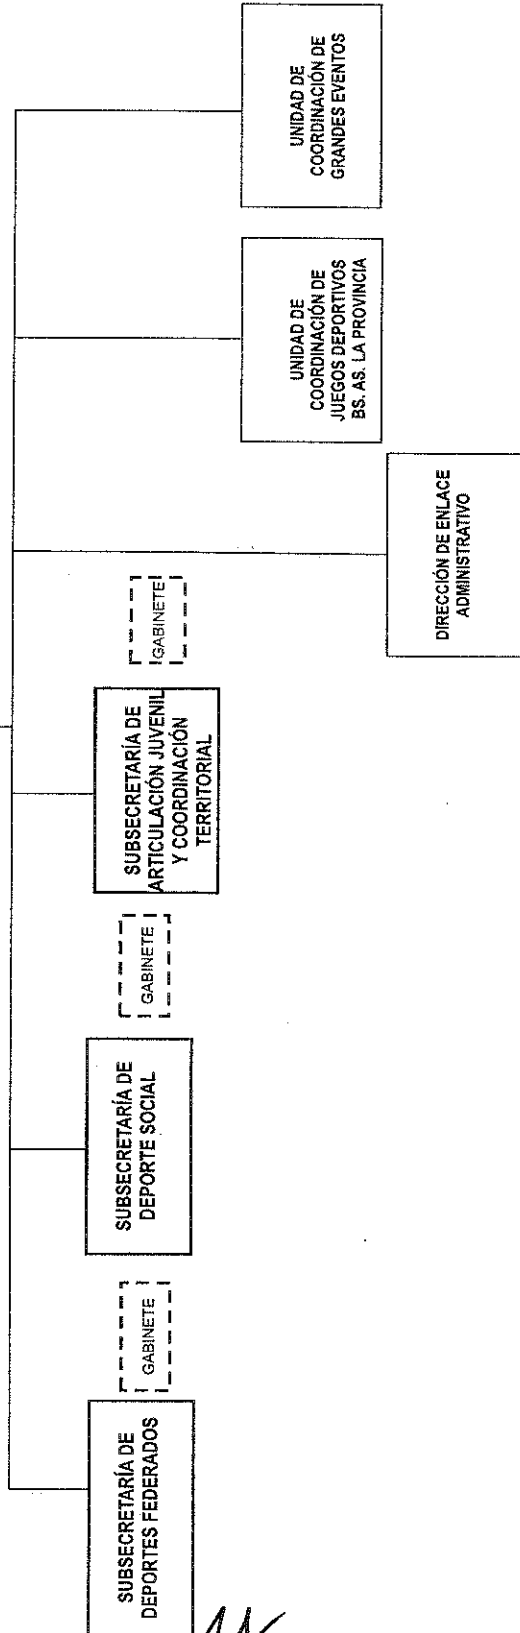 SUBSECRETARÍA DE
DEPORTES FEDERADOS
GABINETE
SUBSECRETARÍA DE
DEPORTE SOCIAL
GABINETE
SUBSECRETARÍA DE
ARTICULACIÓN JUVENIL
Y COORDINACIÓN
TERRITORIAL
GABINETE
DIRECCIÓN DE ENLACE
ADMINISTRATIVO
UNIDAD DE
COORDINACIÓN DE
JUEGOS DEPORTIVOS
BS. AS. LA PROVINCIA
UNIDAD DE
COORDINACIÓN DE
GRANDES EVENTOS